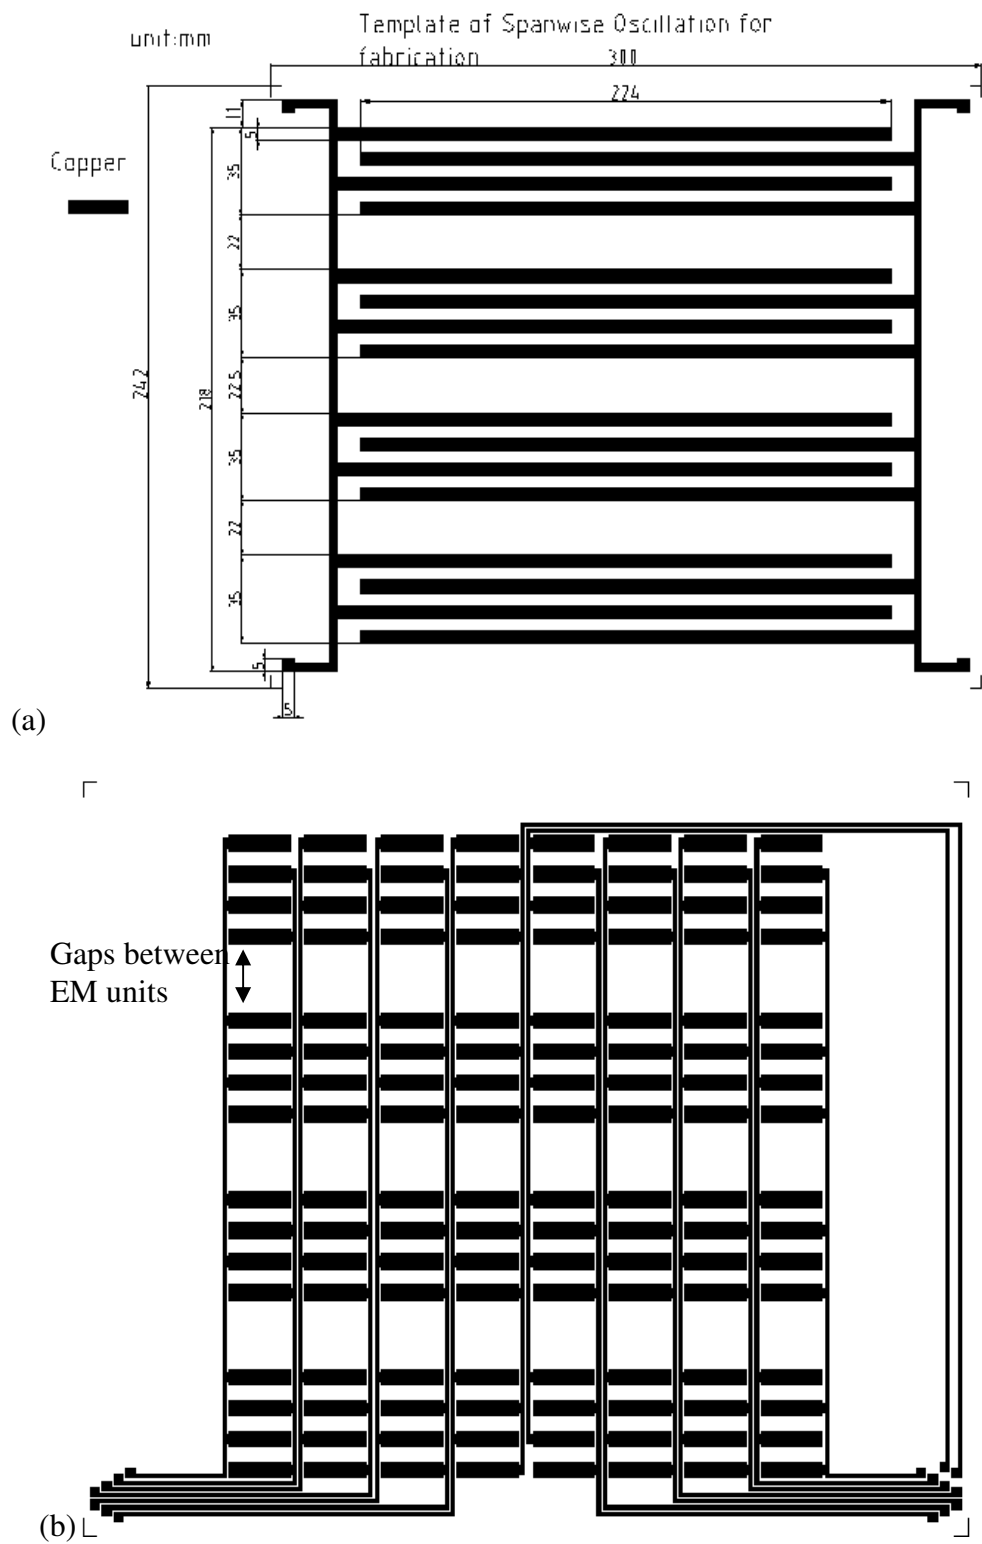 unit:mm
Template of Spanwise Oscillation for
fabrication
300
224
11
5
Copper
35
22
35
242
218
22.5
35
22
35
5
5
(a)
Gaps between
EM units
(b)